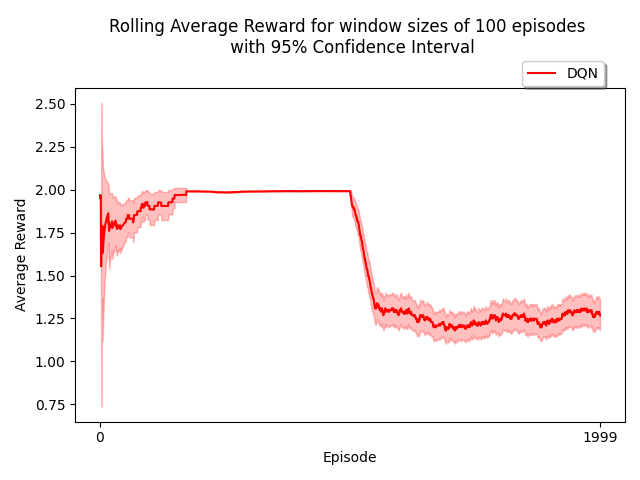 Rolling Average Reward for window sizes of 100 episodes
with 95% Confidence Interval
DQN
2.50
2.25
2.00
1.75
1.50
1.25
1.00
0.75
Average Reward
0
1999
Episode